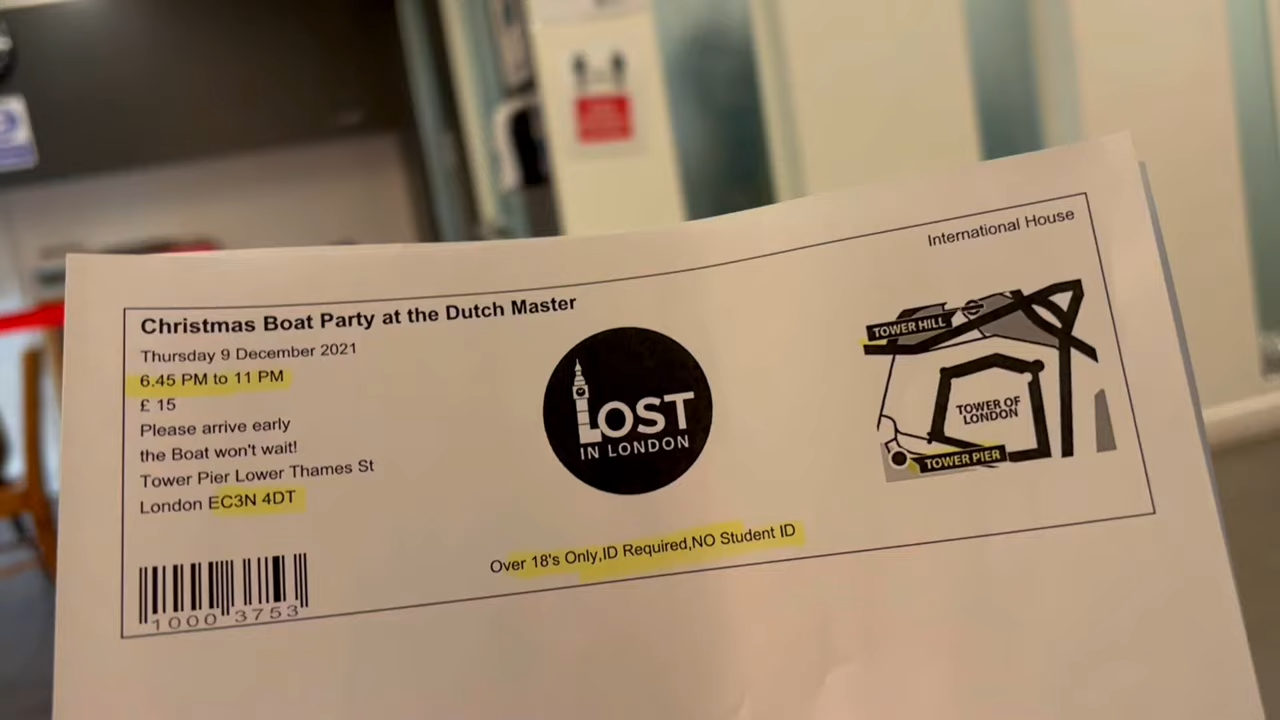 International House
Christmas Boat Party at the Dutch Master
Thursday 9 December 2021
6.45 PM to 11 PM
£ 15
Please arrive early
the Boat won't wait!
Tower Pier Lower Thames St
London EC3N 4DT
LOST
IN LONDON
TOWER HILL
TOWER OF
LONDON
TOWER PIER
Over 18's Only,ID Required,NO Student ID
1000 3753